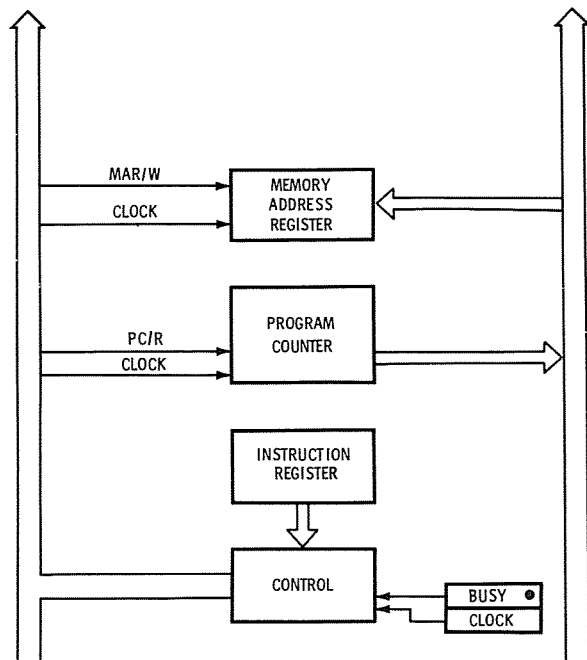 MAR/W
CLOCK
MEMORY
ADDRESS
REGISTER
PC/R
CLOCK
PROGRAM
COUNTER
INSTRUCTION
REGISTER
CONTROL
BUSY
CLOCK